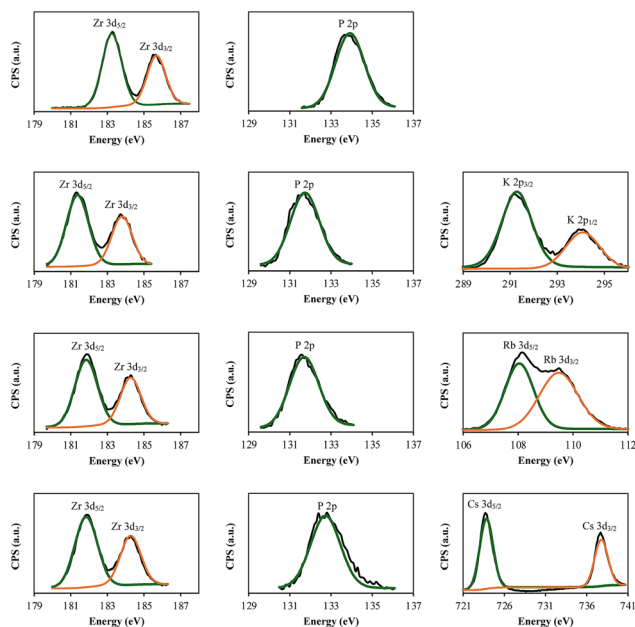 CPS (a.u.)
Zr 3d5/2
Zr 3d3/2
179 181 183 185 187
Energy (eV)
CPS (a.u.)
P 2p
129 131 133 135 137
Energy (eV)
CPS (a.u.)
Zr 3d5/2
Zr 3d3/2
179 181 183 185 187
Energy (eV)
CPS (a.u.)
P 2p
129 131 133 135 137
Energy (eV)
CPS (a.u.)
K 2p3/2
K 2p1/2
289 291 293 295
Energy (eV)
CPS (a.u.)
Zr 3d5/2
Zr 3d3/2
179 181 183 185 187
Energy (eV)
CPS (a.u.)
P 2p
129 131 133 135 137
Energy (eV)
CPS (a.u.)
Rb 3d5/2
Rb 3d3/2
106 108 110 112
Energy (eV)
CPS (a.u.)
Zr 3d5/2
Zr 3d3/2
179 181 183 185 187
Energy (eV)
CPS (a.u.)
P 2p
129 131 133 135 137
Energy (eV)
CPS (a.u.)
Cs 3d5/2
Cs 3d3/2
721 726 731 736 741
Energy (eV)